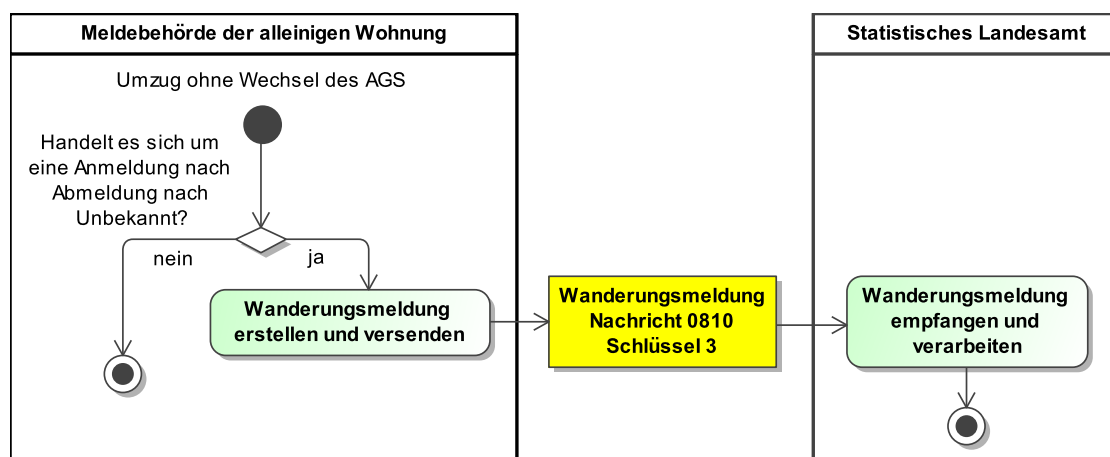 Meldebehörde der alleinigen Wohnung
Umzug ohne Wechsel des AGS
Handelt es sich um
eine Anmeldung nach
Abmeldung nach
Unbekannt?
nein
ja
Wanderungsmeldung
erstellen und versenden
Wanderungsmeldung
Nachricht 0810
Schlüssel 3
Statistisches Landesamt
Wanderungsmeldung
empfangen und
verarbeiten